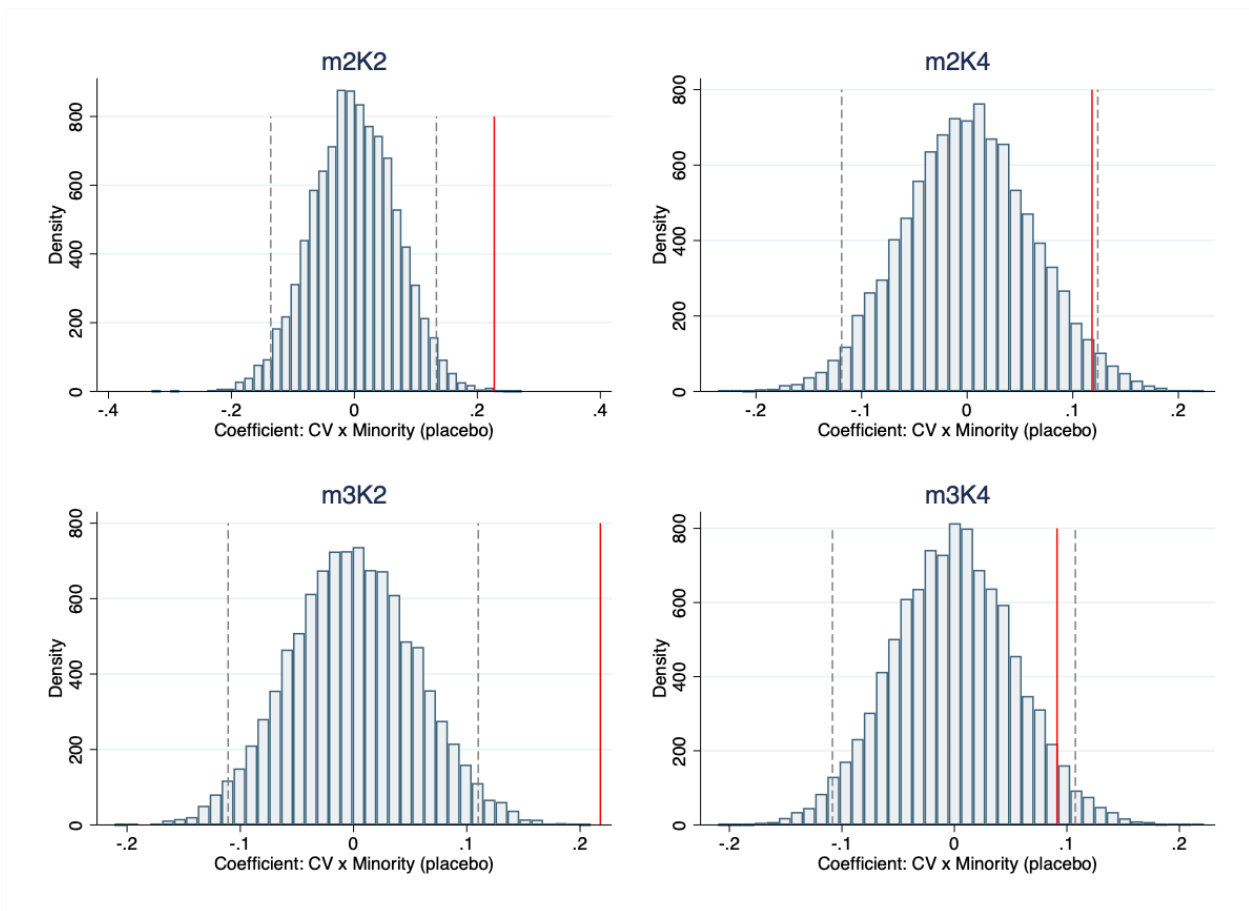 m2K2
800
600
400
200
0
Density
-.4 -.2 0 .2 .4
Coefficient: CV x Minority (placebo)
m2K4
800
600
400
200
0
Density
-.2 -.1 0 .1 .2
Coefficient: CV x Minority (placebo)
m3K2
800
600
400
200
0
Density
-.2 -.1 0 .1 .2
Coefficient: CV x Minority (placebo)
m3K4
800
600
400
200
0
Density
-.2 -.1 0 .1 .2
Coefficient: CV x Minority (placebo)